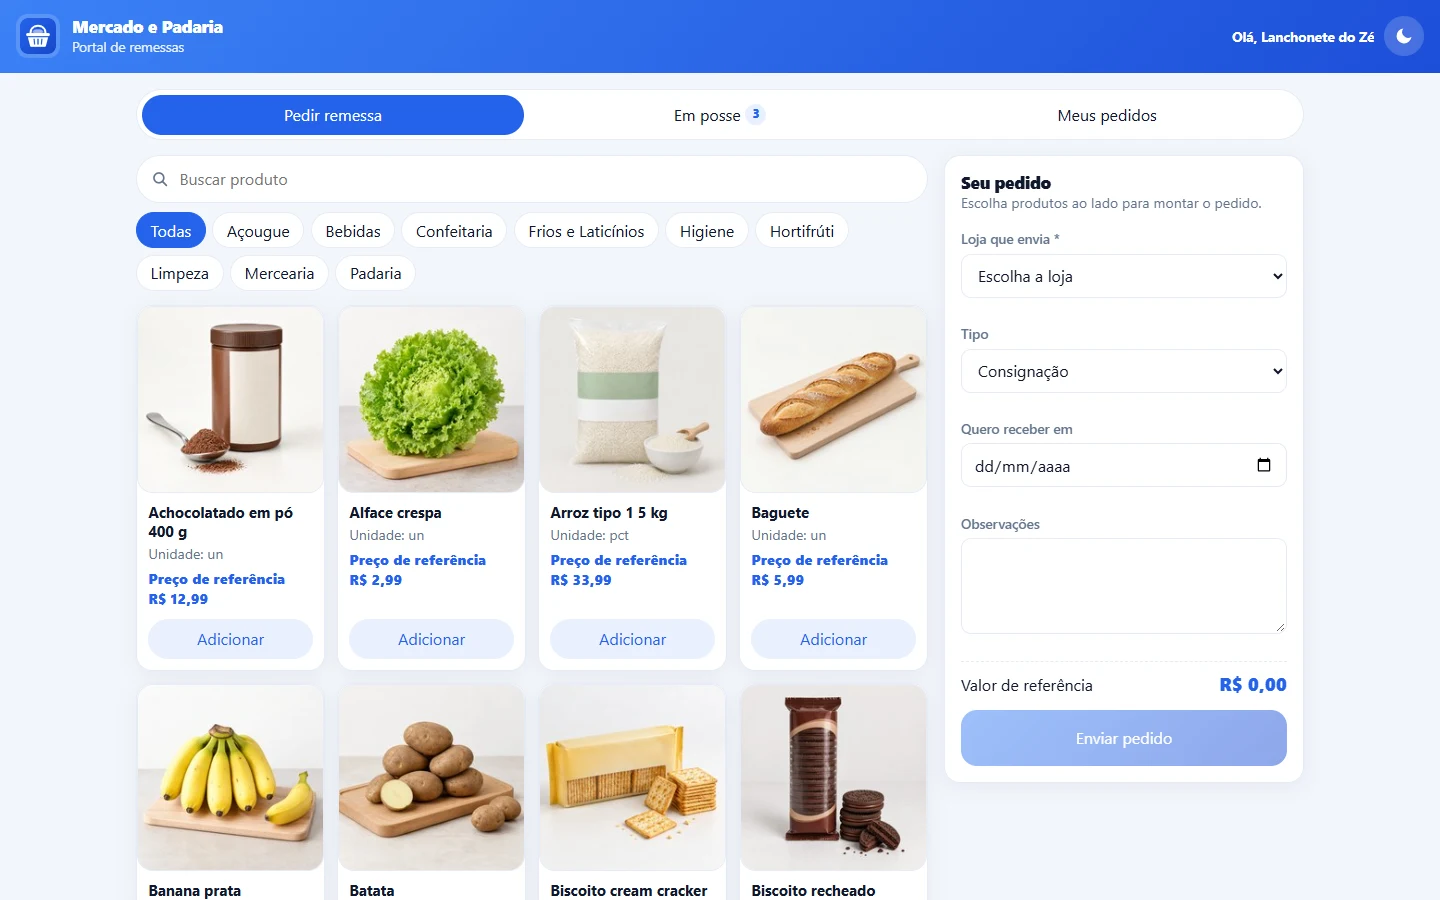 Mercado e Padaria
Portal de remessas
Olá, Lanchonete do Zé
Pedir remessa
Em posse 3
Meus pedidos
Buscar produto
Todas
Açougue
Bebidas
Confeitaria
Frios e Laticínios
Higiene
Hortifrúti
Limpeza
Mercearia
Padaria
Achocolatado em pó
400 g
Unidade: un
Preço de referência
R$ 12,99
Adicionar
Alface crespa
Unidade: un
Preço de referência
R$ 2,99
Adicionar
Arroz tipo 1 5 kg
Unidade: pct
Preço de referência
R$ 33,99
Adicionar
Baguete
Unidade: un
Preço de referência
R$ 5,99
Adicionar
Banana prata
Batata
Biscoito cream cracker
Biscoito recheado
Seu pedido
Escolha produtos ao lado para montar o pedido.
Loja que envia *
Escolha a loja
Tipo
Consignação
Quero receber em
dd/mm/aaaa
Observações
Valor de referência
R$ 0,00
Enviar pedido